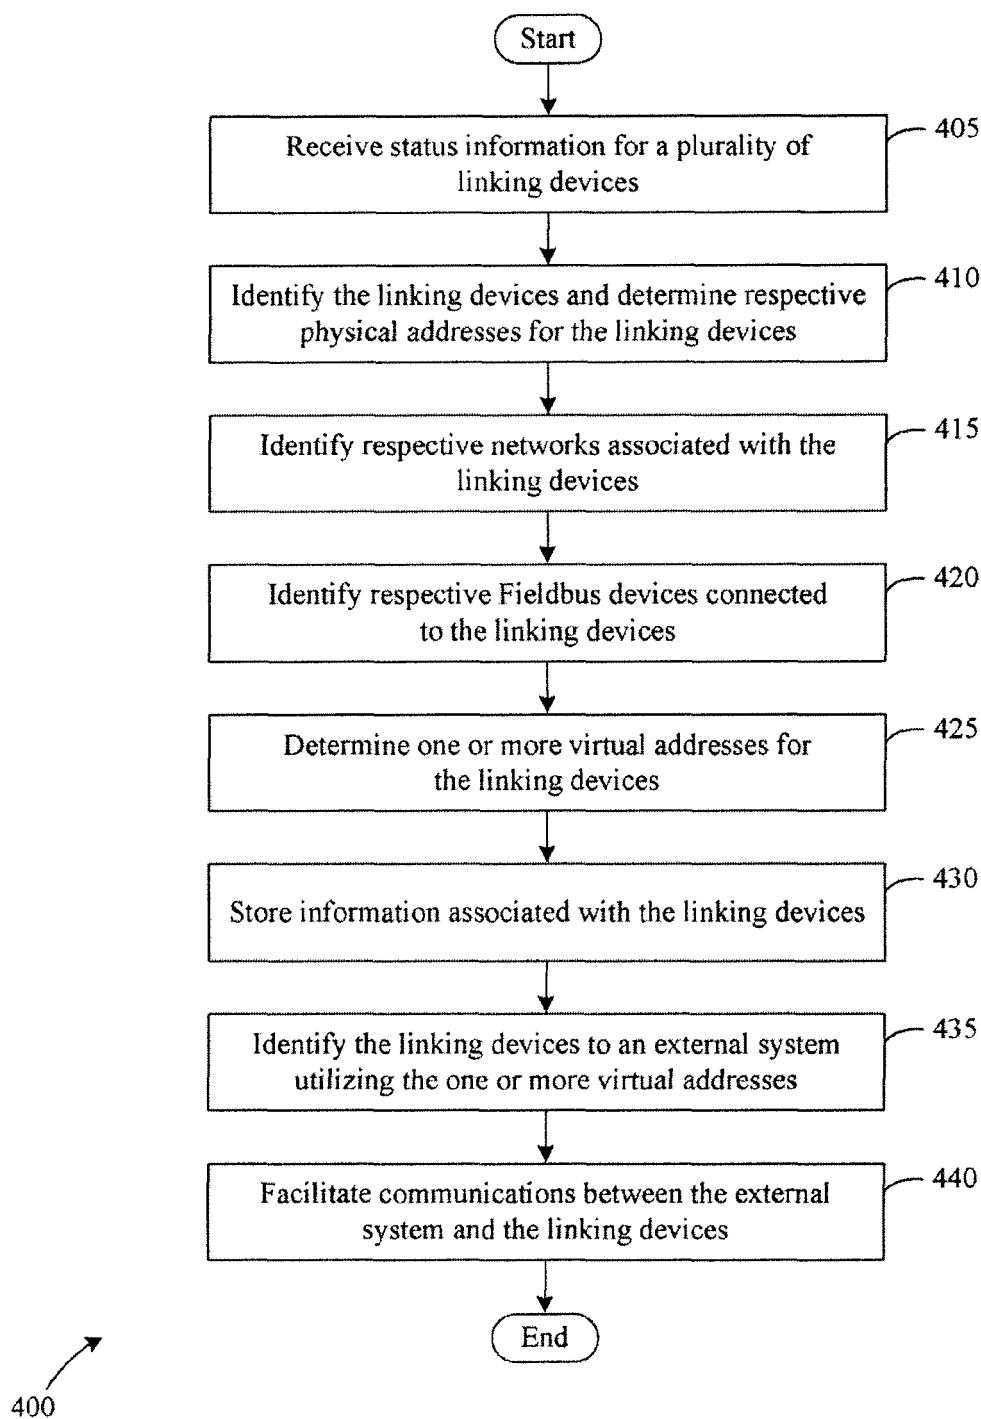 Start
Receive status information for a plurality of
linking devices
405
Identify the linking devices and determine respective
physical addresses for the linking devices
410
Identify respective networks associated with the
linking devices
415
Identify respective Fieldbus devices connected
to the linking devices
420
Determine one or more virtual addresses for
the linking devices
425
Store information associated with the linking devices
430
Identify the linking devices to an external system
utilizing the one or more virtual addresses
435
Facilitate communications between the external
system and the linking devices
440
End
400